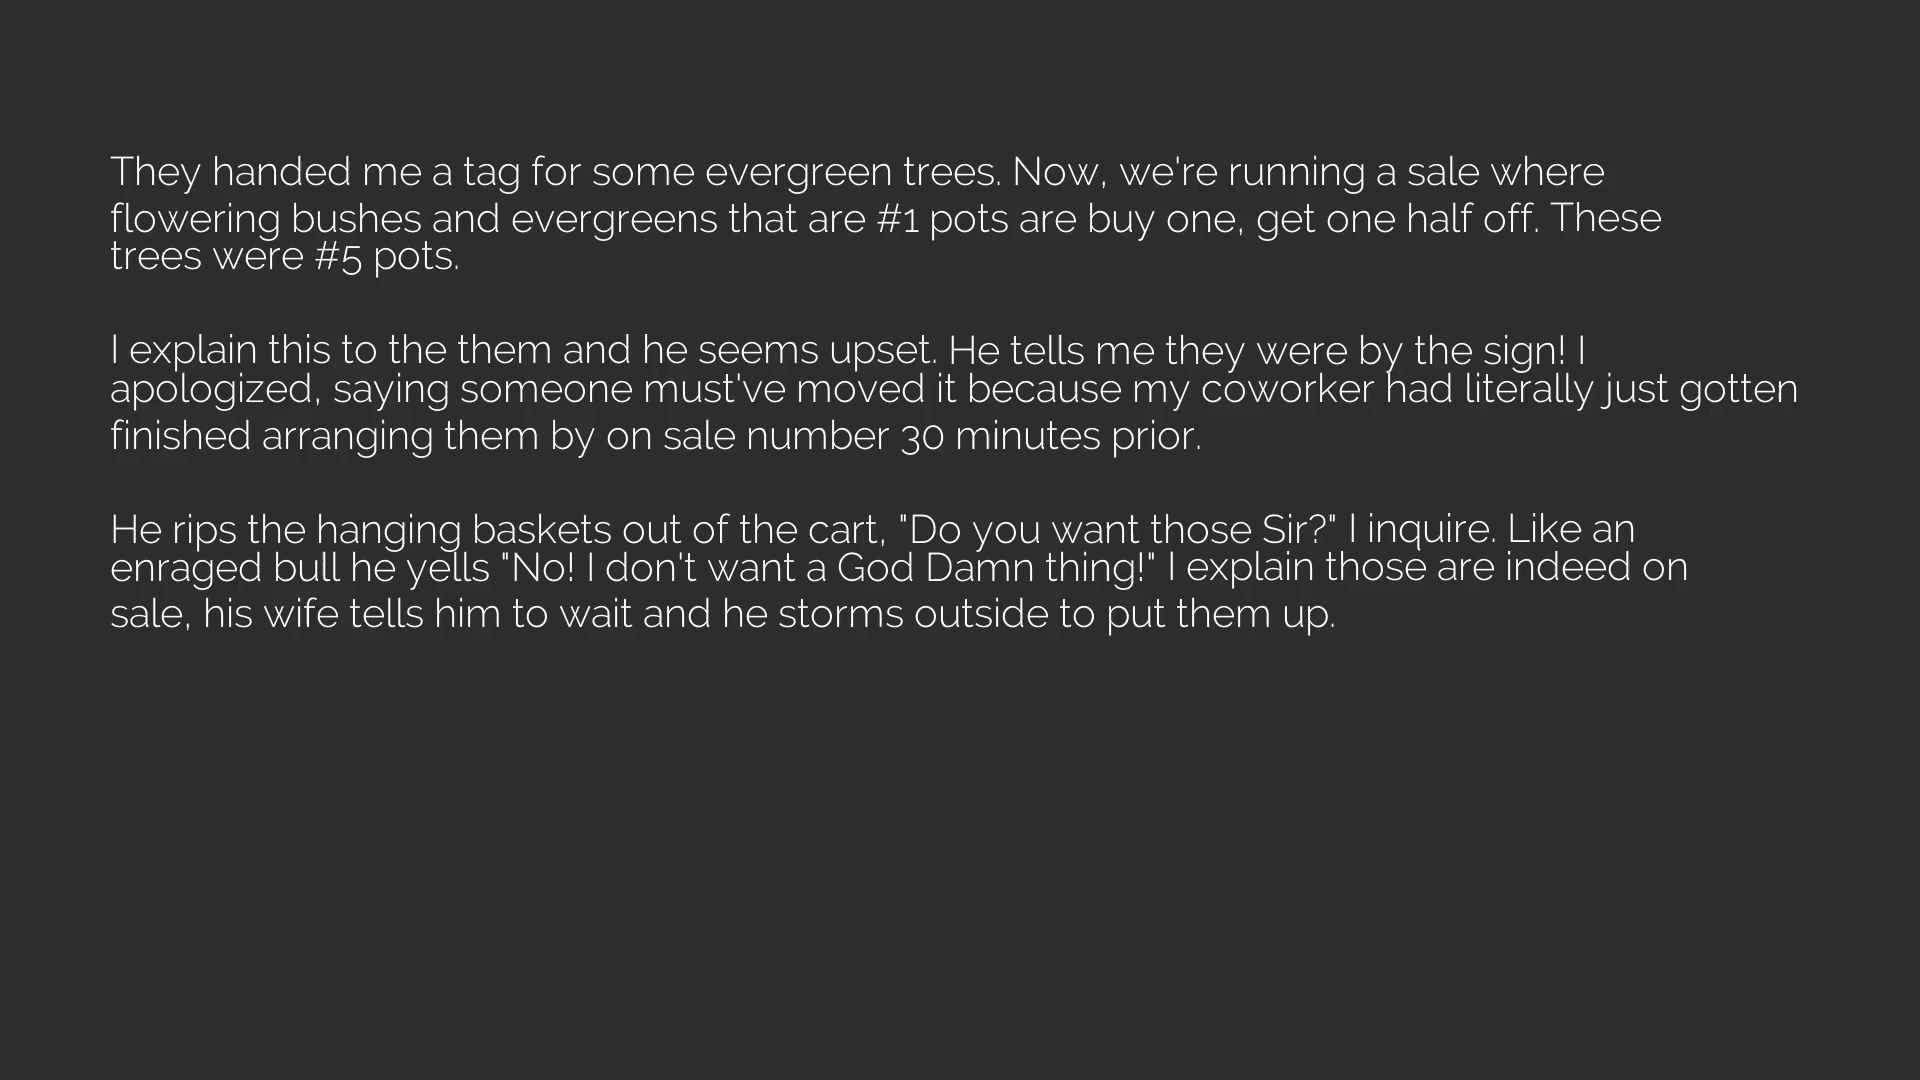 They handed me a tag for some evergreen trees. Now, we're running a sale where
flowering bushes and evergreens that are #1 pots are buy one, get one half off. These
trees were #5 pots.
I explain this to the them and he seems upset. He tells me they were by the sign! I
apologized, saying someone must've moved it because my coworker had literally just gotten
finished arranging them by on sale number 30 minutes prior.
He rips the hanging baskets out of the cart, "Do you want those Sir?" I inquire. Like an
enraged bull he yells "No! I don't want a God Damn thing!" I explain those are indeed on
sale, his wife tells him to wait and he storms outside to put them up.